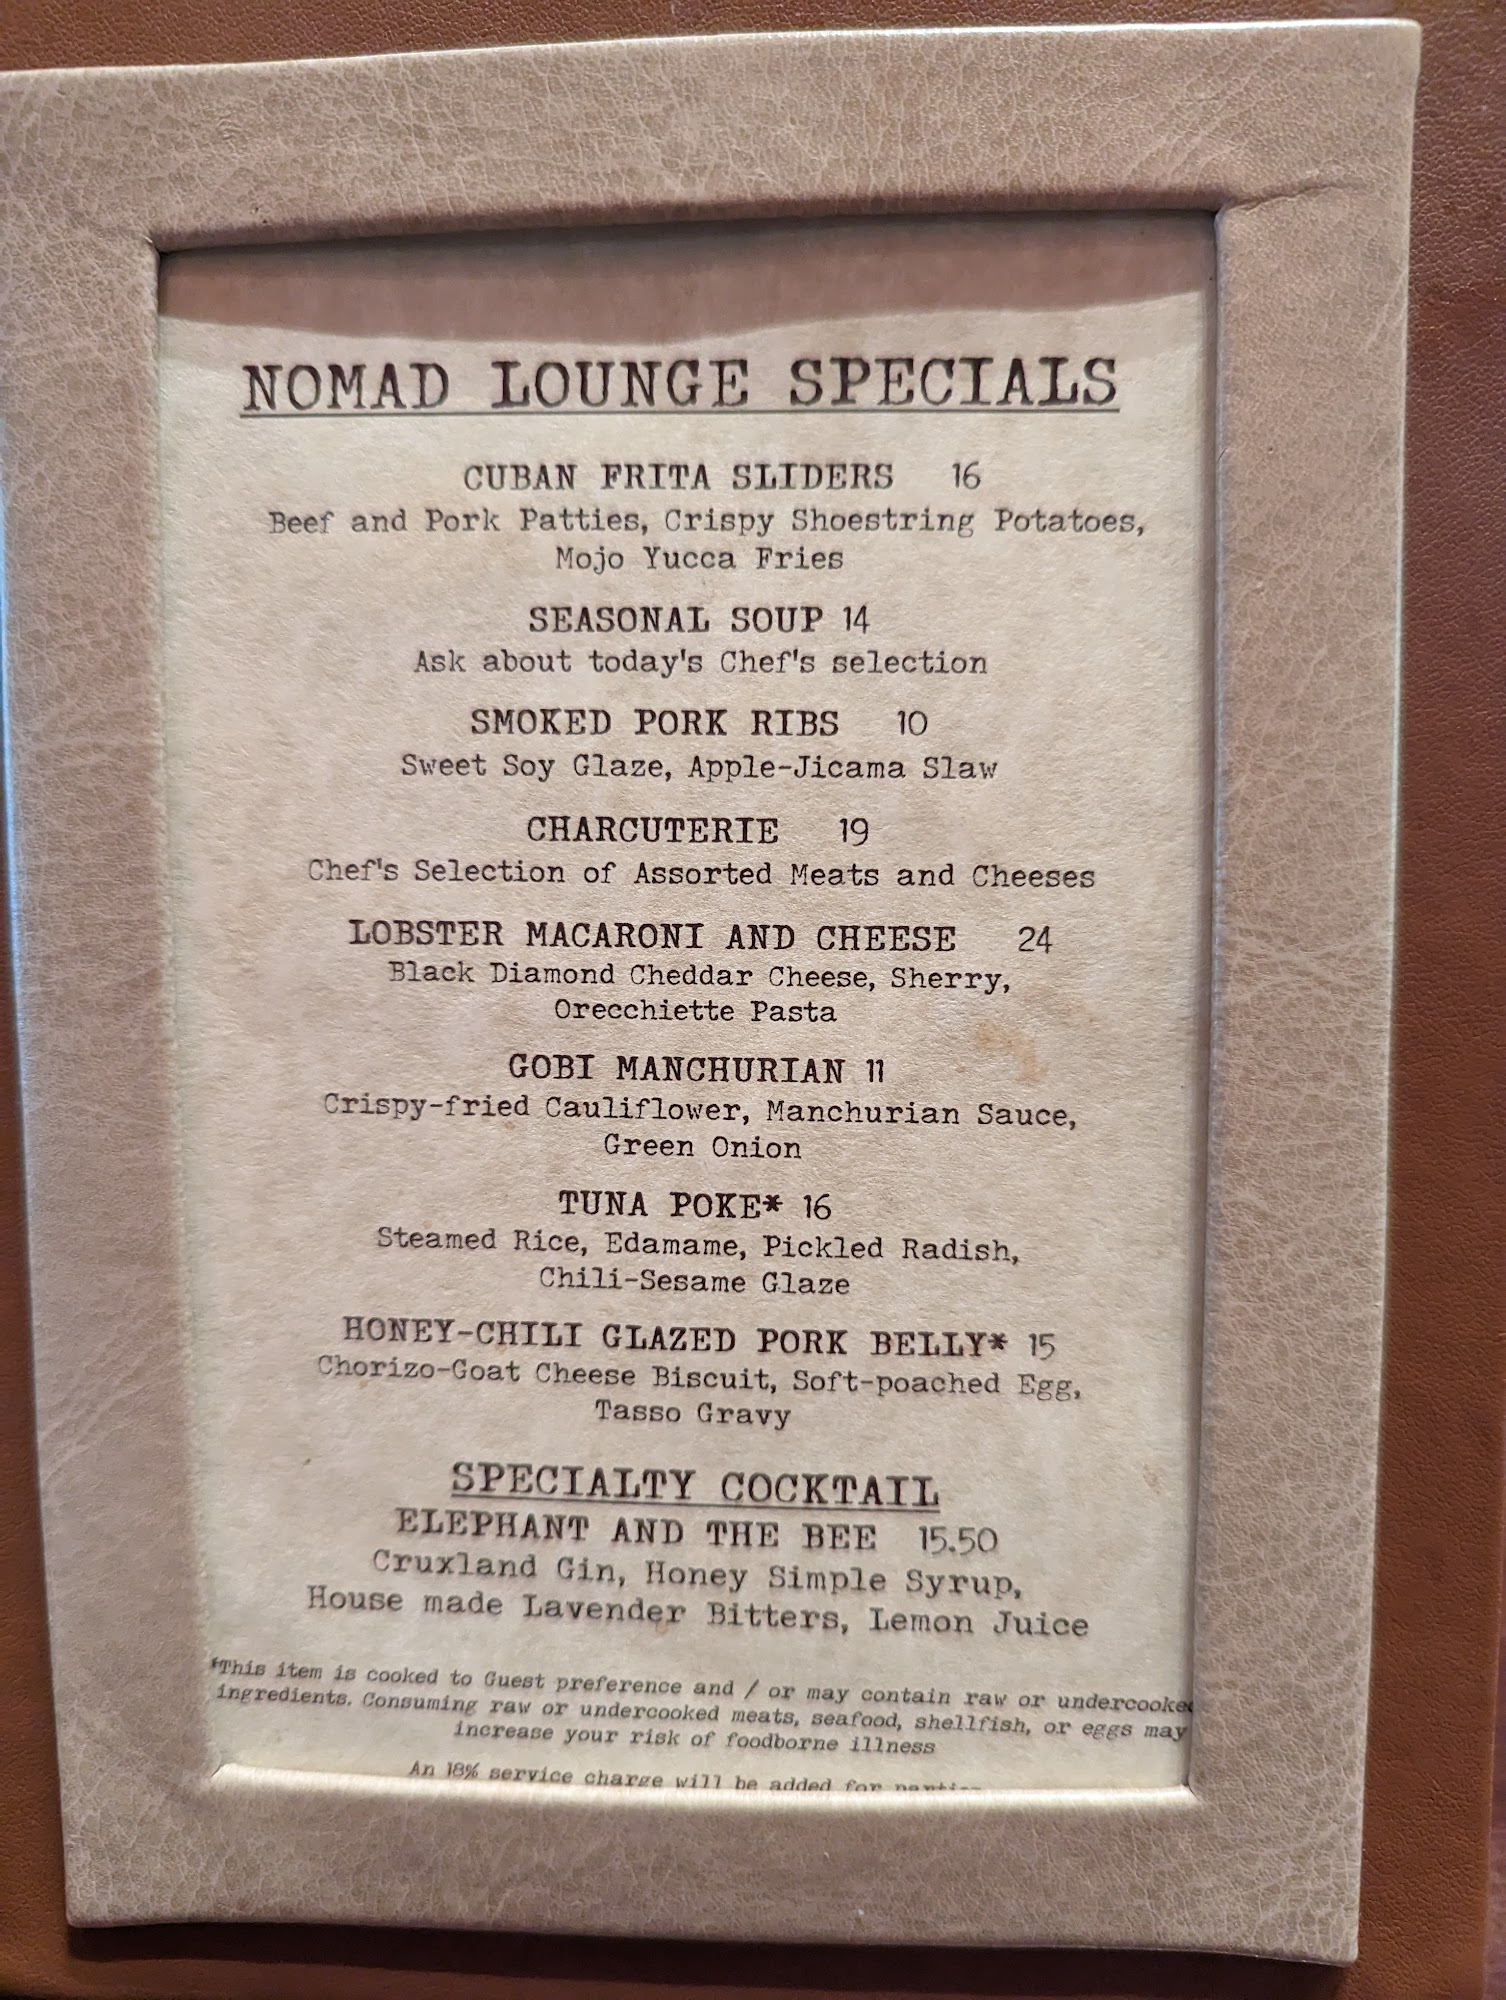 NOMAD LOUNGE SPECIALS
CUBAN FRITA SLIDERS 16
Beef and Pork Patties, Crispy Shoestring Potatoes,
Mojo Yucca Fries
SEASONAL SOUP 14
Ask about today's Chef's selection
SMOKED PORK RIBS 10
Sweet Soy Glaze, Apple-Jicama Slaw
CHARCUTERIE 19
Chef's Selection of Assorted Meats and Cheeses
LOBSTER MACARONI AND CHEESE 24
Black Diamond Cheddar Cheese, Sherry,
Orecchiette Pasta
GOBI MANCHURIAN 11
Crispy-fried Cauliflower, Manchurian Sauce,
Green Onion
TUNA POKE* 16
Steamed Rice, Edamame, Pickled Radish,
Chili-Sesame Glaze
HONEY-CHILI GLAZED PORK BELLY* 15
Chorizo-Goat Cheese Biscuit, Soft-poached Egg,
Tasso Gravy
SPECIALTY COCKTAIL
ELEPHANT AND THE BEE 15.50
Cruxland Gin, Honey Simple Syrup,
House made Lavender Bitters, Lemon Juice
*This item is cooked to Guest preference and / or may contain raw or undercooked
ingredients. Consuming raw or undercooked meats, seafood, shellfish, or eggs may
increase your risk of foodborne illness
An 18% service charge will be added for